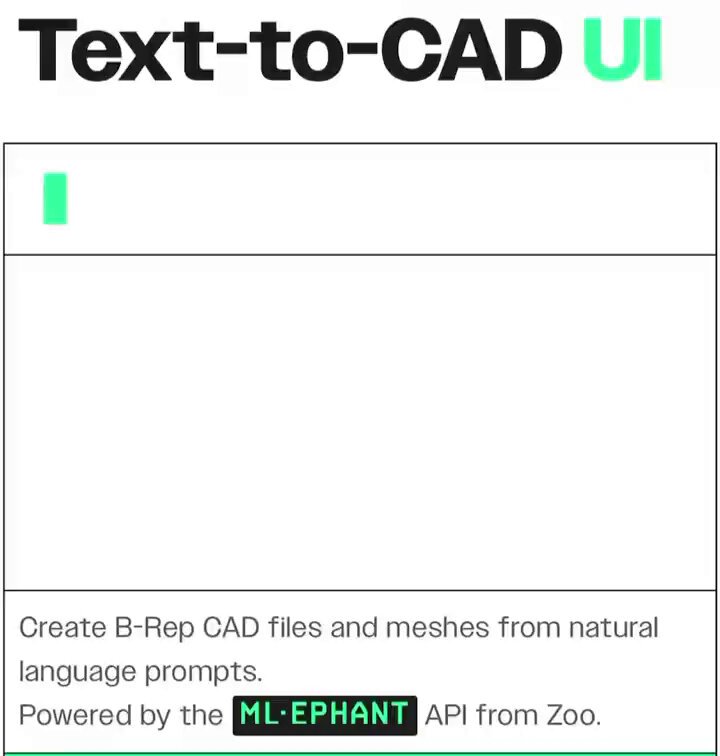 Text-to-CAD UI
Create B-Rep CAD files and meshes from natural
language prompts.
Powered by the ML·EPHANT API from Zoo.